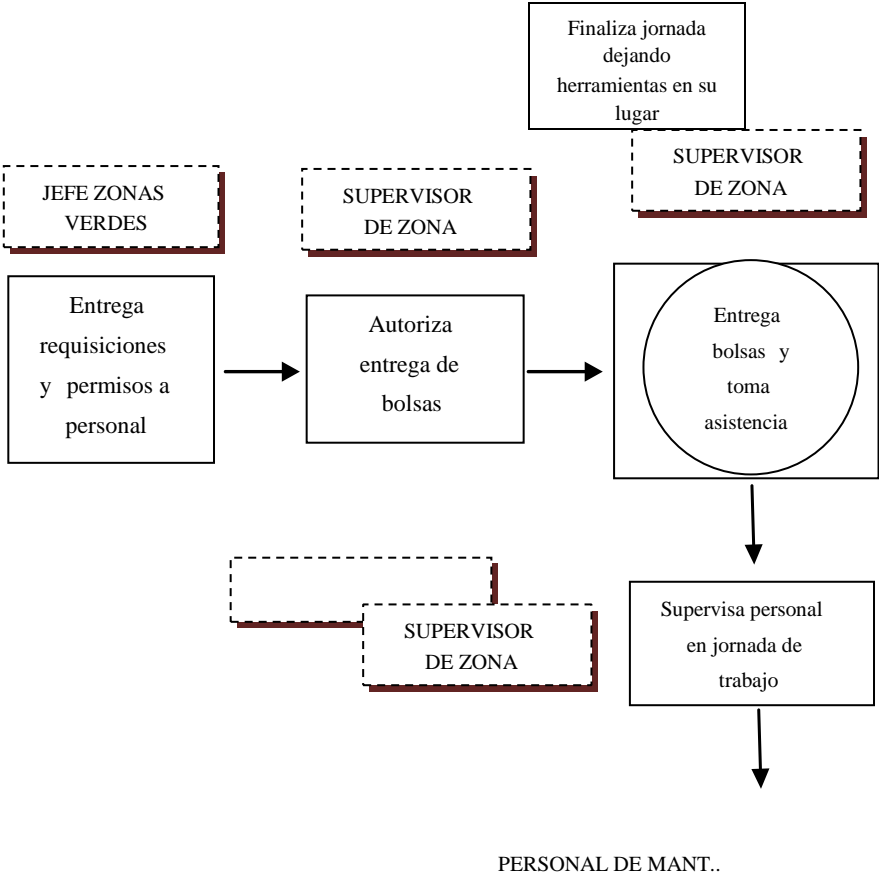 Finaliza jornada
dejando
herramientas en su
lugar
SUPERVISOR
DE ZONA
JEFE ZONAS
VERDES
SUPERVISOR
DE ZONA
Entrega
requisiciones
y permisos a
personal
Autoriza
entrega de
bolsas
Entrega
bolsas y
toma
asistencia
SUPERVISOR
DE ZONA
Supervisa personal
en jornada de
trabajo
PERSONAL DE MANT..